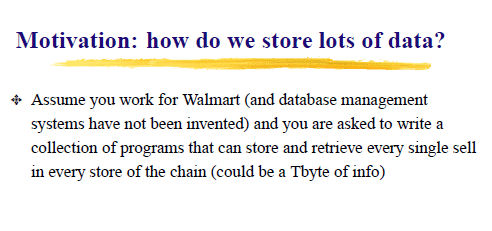 Motivation: how do we store lots of data?
Assume you work for Walmart (and database management
systems have not been invented) and you are asked to write a
collection of programs that can store and retrieve every single sell
in every store of the chain (could be a Tbyte of info)